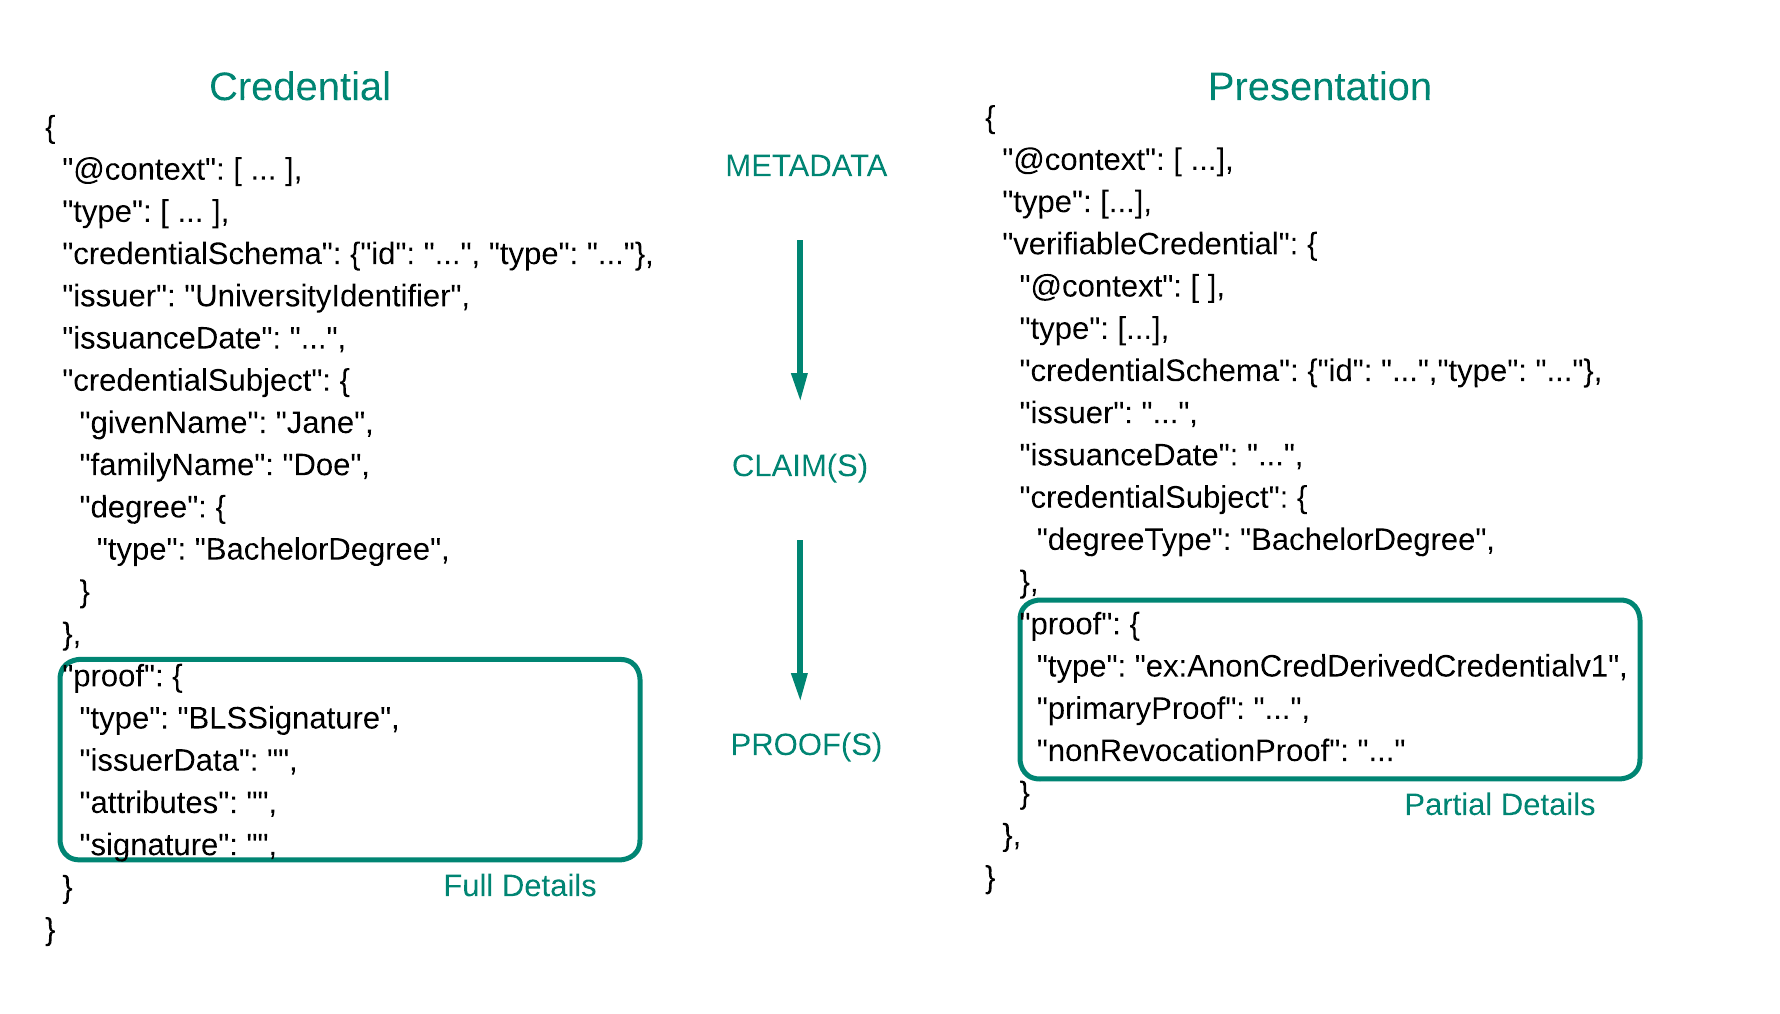 Credential
{
"@context": [ ... ],
"type": [ ... ],
"credentialSchema": {"id": "...", "type": "..."},
"issuer": "UniversityIdentifier",
"issuanceDate": "...",
"credentialSubject": {
"givenName": "Jane",
"familyName": "Doe",
"degree": {
"type": "BachelorDegree",
}
},
"proof": {
"type": "BLSSignature",
"issuerData": "",
"attributes": "",
"signature": "",
}
}
Full Details
METADATA
CLAIM(S)
PROOF(S)
Presentation
{
"@context": [ ...],
"type": [...],
"verifiableCredential": {
"@context": [ ],
"type": [...],
"credentialSchema": {"id": "...","type": "..."},
"issuer": "...",
"issuanceDate": "...",
"credentialSubject": {
"degreeType": "BachelorDegree",
},
"proof": {
"type": "ex:AnonCredDerivedCredentialv1",
"primaryProof": "...",
"nonRevocationProof": "..."
}
},
}
Partial Details